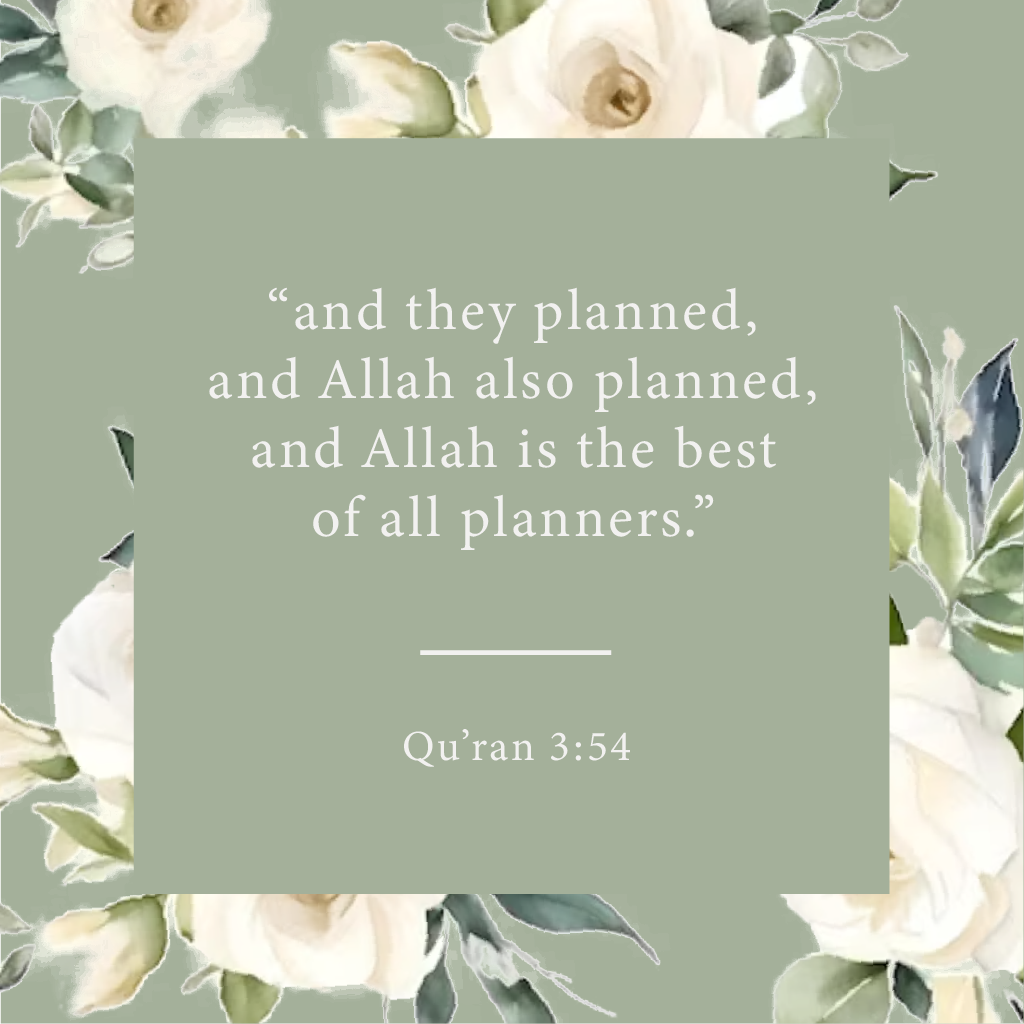 “and they planned,
and Allah also planned,
and Allah is the best
of all planners.”
Qu’ran 3:54